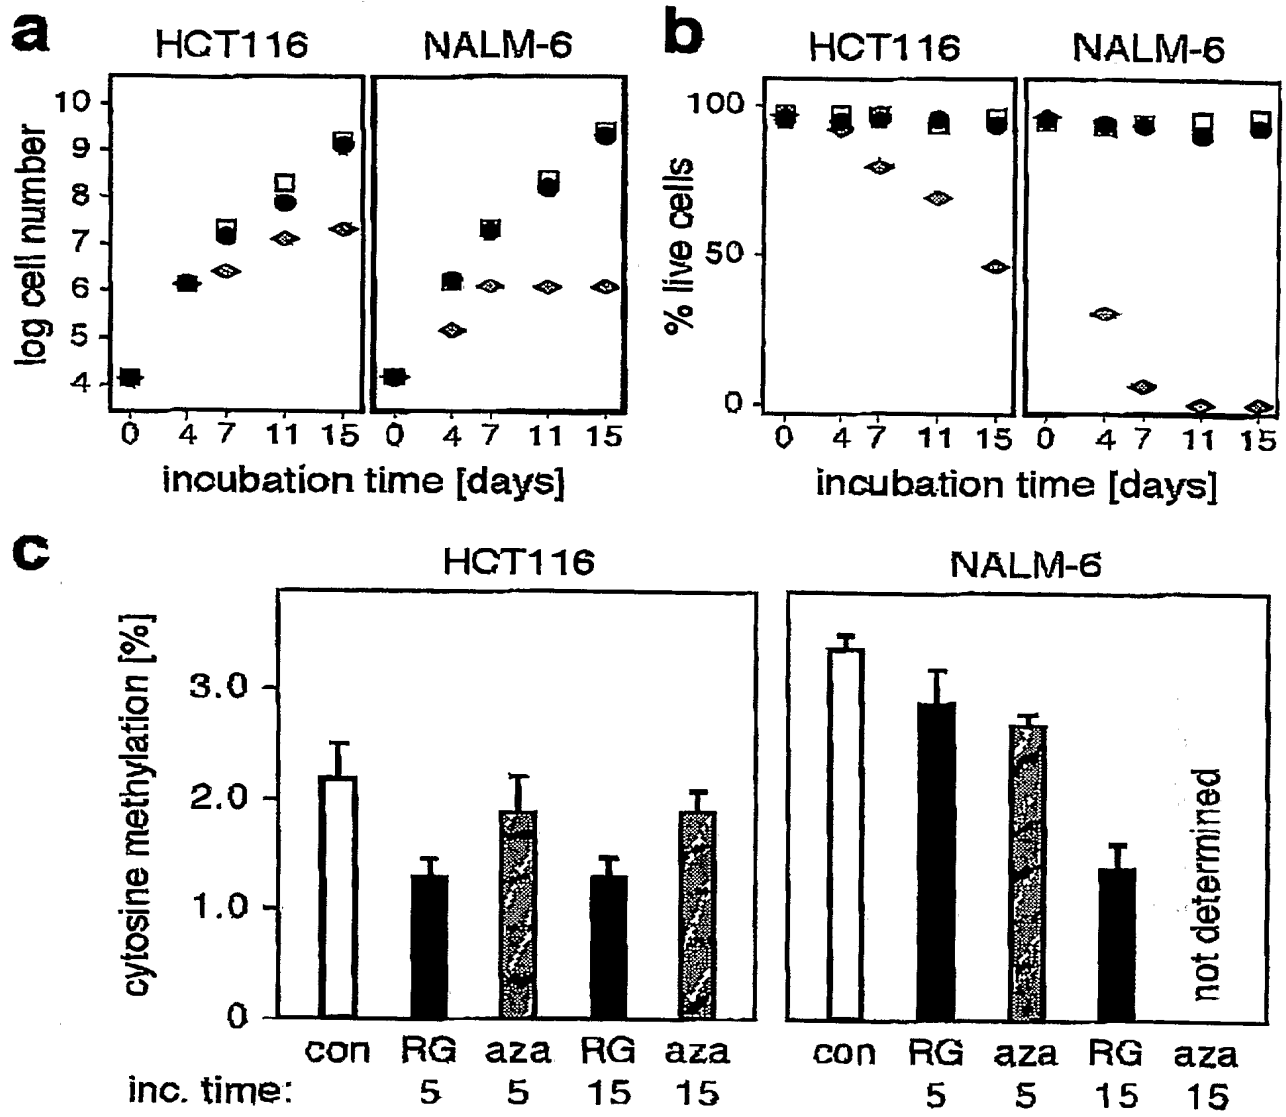 a
HCT116
NALM-6
log cell number
10
9
8
7
6
5
4
0 4 7 11 15
0 4 7 11 15
incubation time [days]
b
HCT116
NALM-6
% live cells
100
50
0
0 4 7 11 15
0 4 7 11 15
incubation time [days]
c
HCT116
NALM-6
cytosine methylation [%]
3.0
2.0
1.0
0
not determined
con RG aza RG aza
con RG aza RG aza
inc. time: 5 5 15 15
5 5 15 15